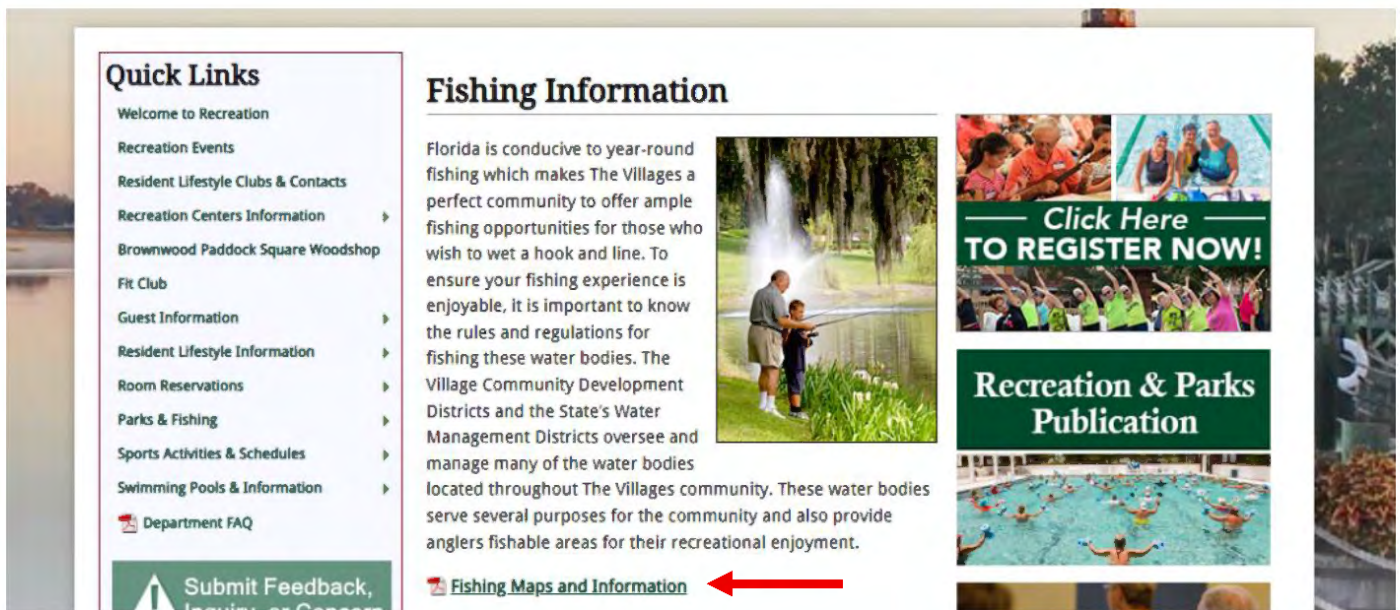 Quick Links
Welcome to Recreation
Recreation Events
Resident Lifestyle Clubs & Contacts
Recreation Centers Information
Brownwood Paddock Square Woodshop
Fit Club
Guest Information
Resident Lifestyle Information
Room Reservations
Parks & Fishing
Sports Activities & Schedules
Swimming Pools & Information
Department FAQ
Submit Feedback,
Inquiry, or Concern
Fishing Information
Florida is conducive to year-round
fishing which makes The Villages a
perfect community to offer ample
fishing opportunities for those who
wish to wet a hook and line. To
ensure your fishing experience is
enjoyable, it is important to know
the rules and regulations for
fishing these water bodies. The
Village Community Development
Districts and the State's Water
Management Districts oversee and
manage many of the water bodies
located throughout The Villages community. These water bodies
serve several purposes for the community and also provide
anglers fishable areas for their recreational enjoyment.
Fishing Maps and Information
Click Here
TO REGISTER NOW!
Recreation & Parks
Publication